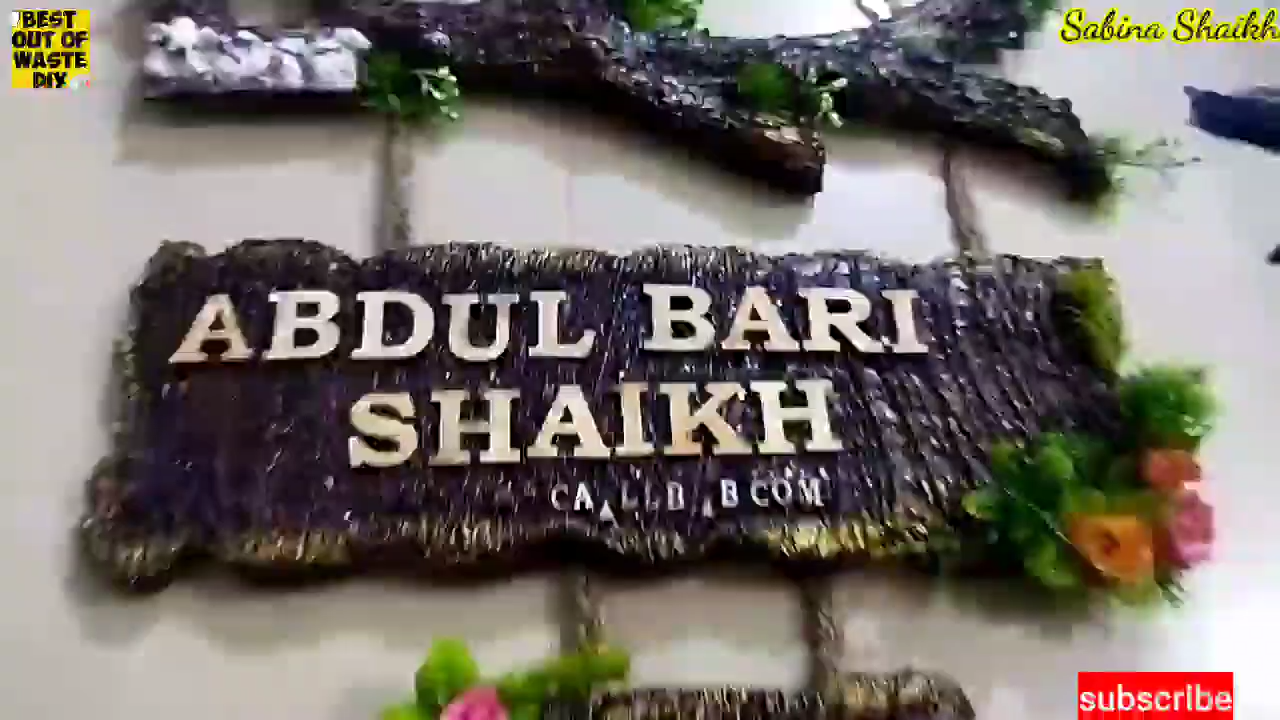 BEST
OUT OF
WASTE
DIY
Sabina Shaikh
ABDUL BARI
SHAIKH
CA, LLB, BCOM
subscribe